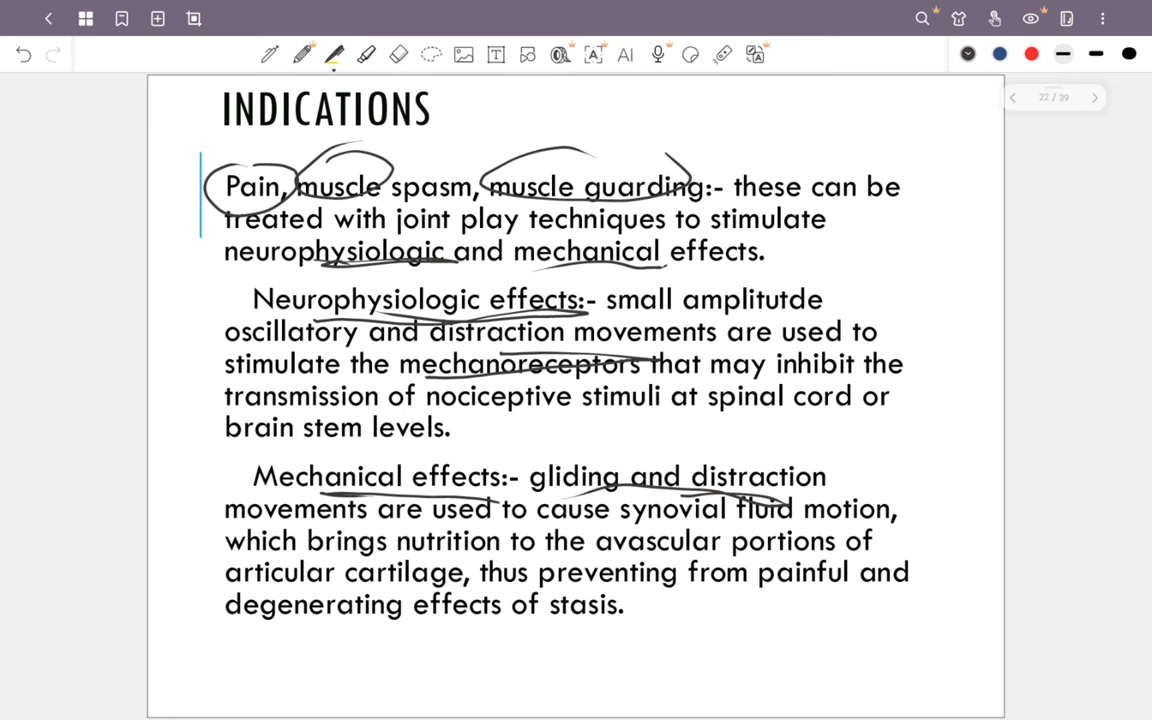 AI
22 / 39
INDICATIONS
Pain, muscle spasm, muscle guarding:- these can be
treated with joint play techniques to stimulate
neurophysiologic and mechanical effects.
Neurophysiologic effects:- small amplitutde
oscillatory and distraction movements are used to
stimulate the mechanoreceptors that may inhibit the
transmission of nociceptive stimuli at spinal cord or
brain stem levels.
Mechanical effects:- gliding and distraction
movements are used to cause synovial fluid motion,
which brings nutrition to the avascular portions of
articular cartilage, thus preventing from painful and
degenerating effects of stasis.